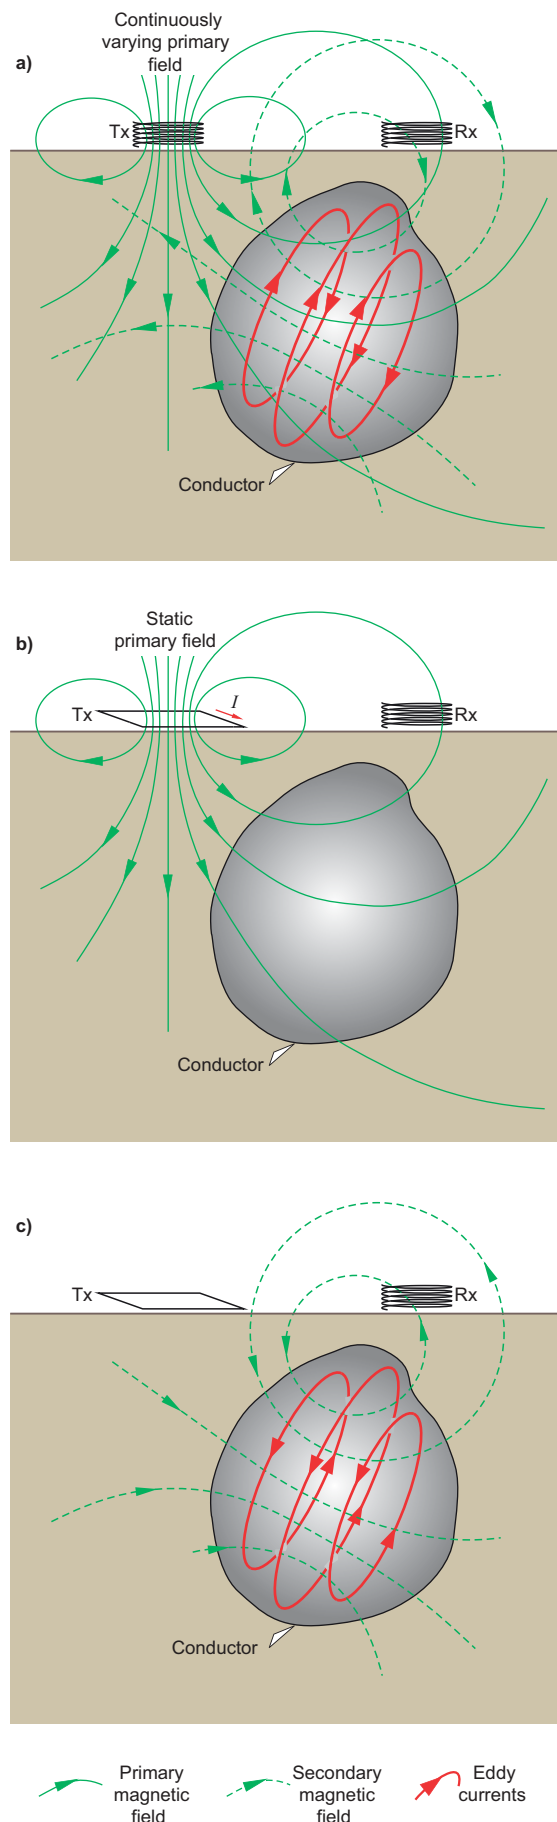 Continuously
varying primary
field
a)
Tx
Rx
Conductor
b)
Static
primary field
Tx
I
Rx
Conductor
c)
Tx
Rx
Conductor
Primary
magnetic
field
Secondary
magnetic
field
Eddy
currents